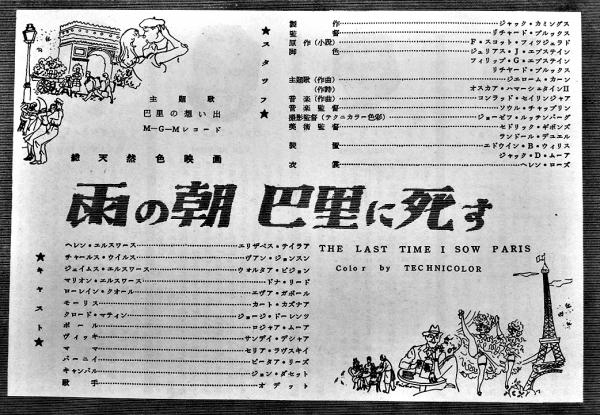 ★スタッフ★
製作……ジャック・カミングス
監督……リチャード・ブルックス
原作(小説)……F・スコット・フィツジェラルド
脚色……ジュリアス・J・エプステイン
フィリップ・G・エプステイン
リチャード・ブルックス
主題歌(作曲)……ジエローム・カーン
(作詩)……オスカア・ハマーシュタインII
音楽(作曲)……コンラッド・セイリンジャア
音楽監督……ソウル・チャップリン
撮影監督(テクニカラー色彩)……ジョーゼフ・ルッテンバーグ
美術監督……セドリック・ギボンズ
ランドール・デュエル
装置……エドウイン・B・ウィリス
ジャック・D・ムーア
衣裳……ヘレン・ローズ
主題歌
巴里の想い出
M—G—Mレコード
総天然色映画
雨の朝 巴里に死す
THE LAST TIME I SOW PARIS
Color by TECHNICOLOR
★キャスト★
ヘレン・エルスワース……エリザベス・テイラア
チャールス・ウイルス……ヴアン・ジョンスン
ジェイムス・エルスワース……ウォルタア・ピジョン
マリオン・エルスワース……ドナ・リード
ローレイン・クオール……エヴア・ガボール
モーリス……カート・カズナア
クロード・マティン……ジョージ・ドーレンツ
ポール……ロジャア・ムーア
ヴィッキ……サンデイ・デシャア
ママ……セリア・ラヴスキイ
バーニイ……ピータア・リーズ
キャンバル……ジョン・ダセット
歌手……オデット